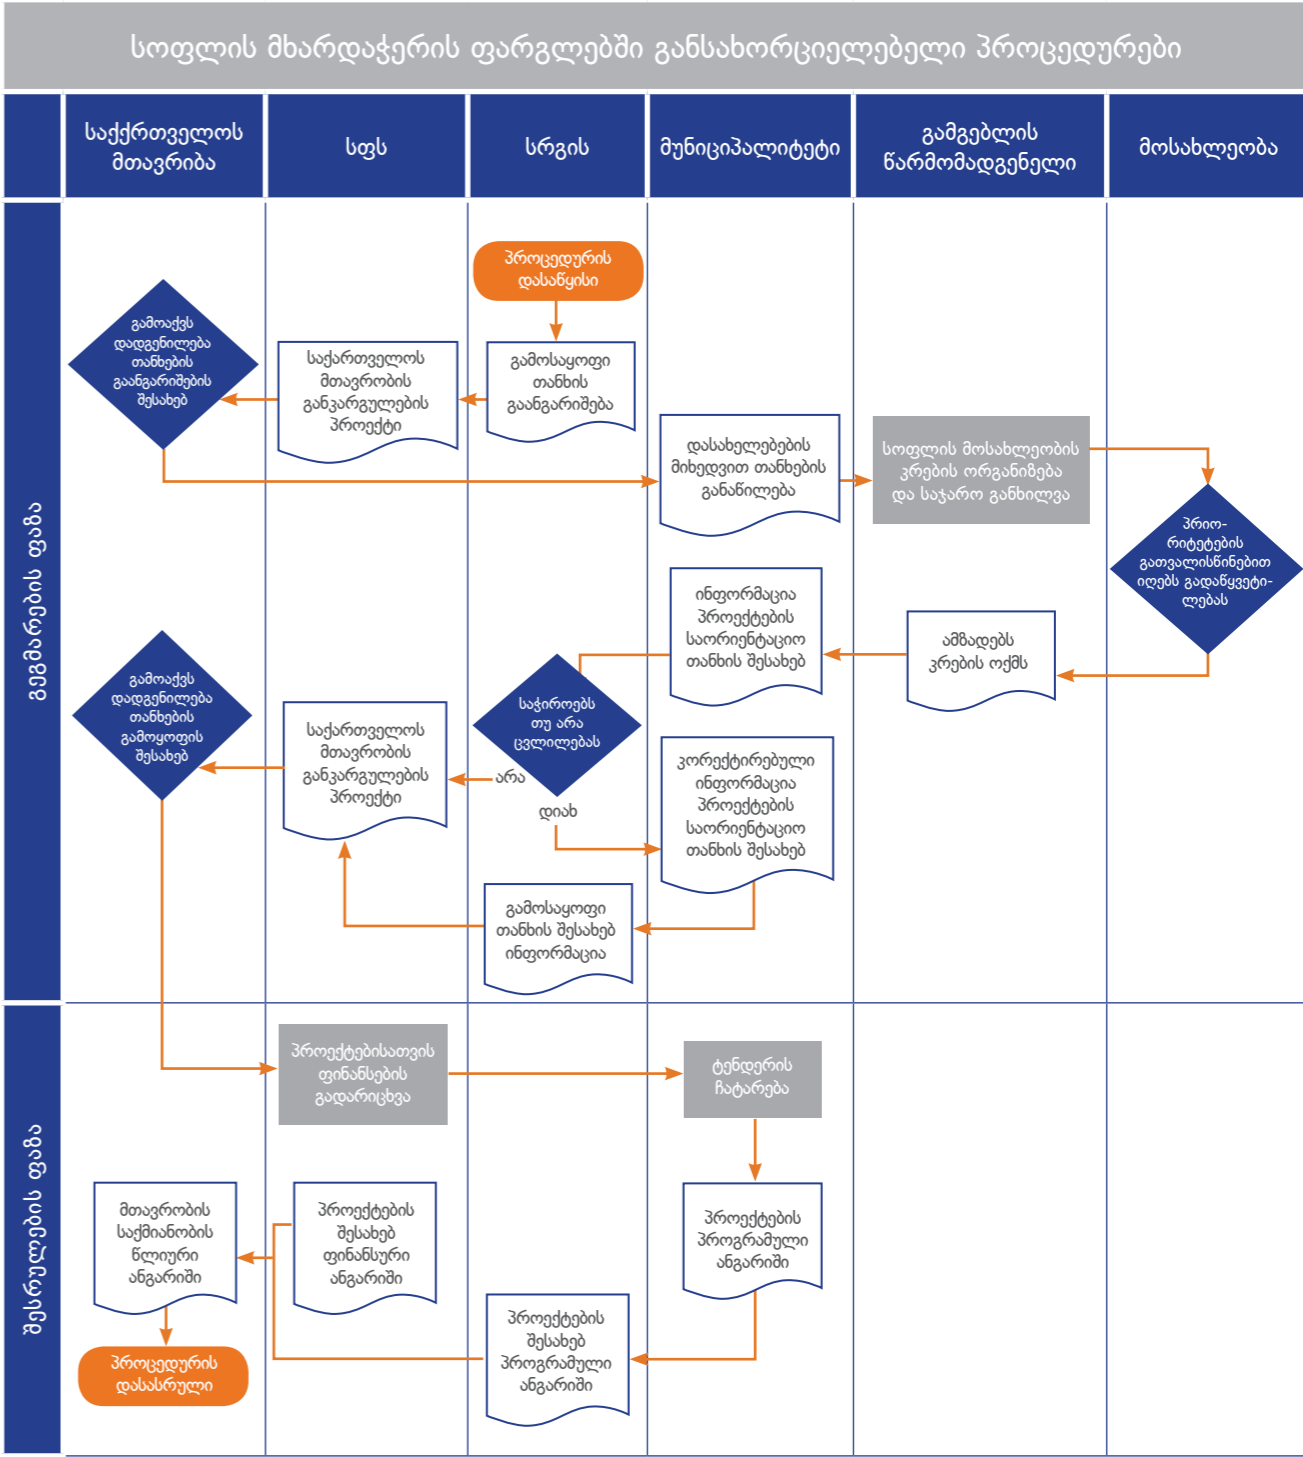 სოფლის მხარდაჭერის ფარგლებში განსახორციელებელი პროცედურები
საქქრთველოს
მთავრიბა
სფს
სრგის
მუნიციპალიტეტი
გამგებლის
წარმომადგენელი
მოსახლეობა
გეგმარების ფაზა
პროცედურის
დასაწყისი
გამოაქვს
დადგენილება
თანხების
გაანგარიშების
შესახებ
საქართველოს
მთავრობის
განკარგულების
პროექტი
გამოსაყოფი
თანხის
გაანგარიშება
დასახელებების
მიხედვით თანხების
განაწილება
სოფლის მოსახლეობის
კრების ორგანიზება
და საჯარო განხილვა
პრიო-
რიტეტების
გათვალისწინებით
იღებს გადაწყვეტი-
ლებას
ინფორმაცია
პროექტების
საორიენტაციო
თანხის შესახებ
ამზადებს
კრების ოქმს
გამოაქვს
დადგენილება
თანხების
გამოყოფის
შესახებ
საქართველოს
მთავრობის
განკარგულების
პროექტი
საჭიროებს
თუ არა
ცვლილებას
არა
დიახ
კორექტირებული
ინფორმაცია
პროექტების
საორიენტაციო
თანხის შესახებ
გამოსაყოფი
თანხის შესახებ
ინფორმაცია
შესრულების ფაზა
პროექტებისათვის
ფინანსების
გადარიცხვა
ტენდერის
ჩატარება
მთავრობის
საქმიანობის
წლიური
ანგარიში
პროექტების
შესახებ
ფინანსური
ანგარიში
პროექტების
პროგრამული
ანგარიში
პროექტების
შესახებ
პროგრამული
ანგარიში
პროცედურის
დასასრული